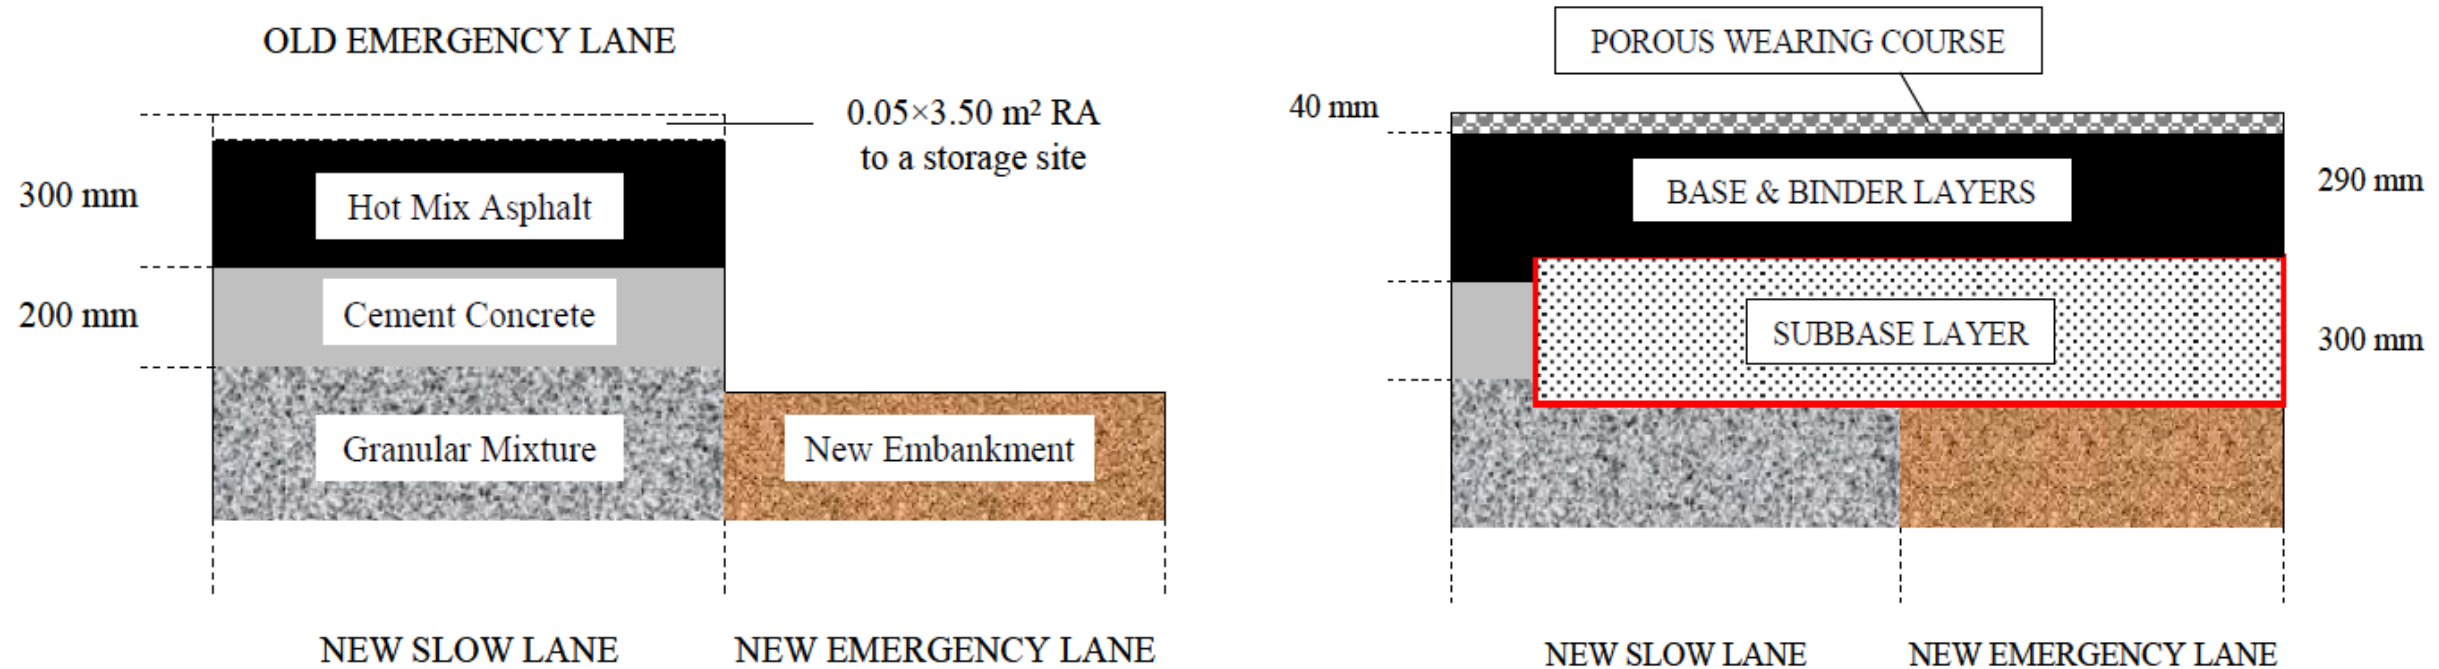 OLD EMERGENCY LANE
0.05×3.50 m² RA
to a storage site
300 mm
Hot Mix Asphalt
200 mm
Cement Concrete
Granular Mixture
New Embankment
NEW SLOW LANE
NEW EMERGENCY LANE
POROUS WEARING COURSE
40 mm
BASE & BINDER LAYERS
290 mm
SUBBASE LAYER
300 mm
NEW SLOW LANE
NEW EMERGENCY LANE